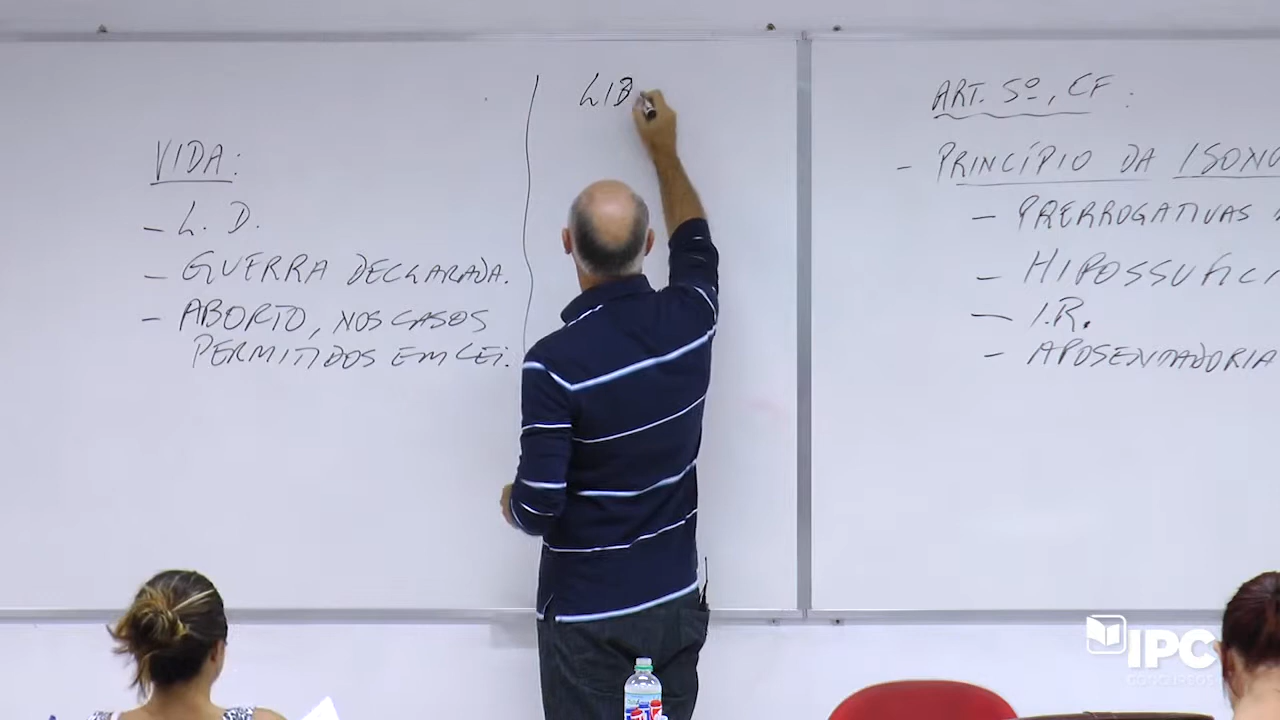 VIDA:
- L. D.
- GUERRA DECLARADA.
- ABORTO, NOS CASOS
PERMITIDOS EM LEI.
LIB
ART. 5º, CF:
- PRINCÍPIO DA ISONO
- PRERROGATIVAS
- HIPOSSUFICI
- I.R.
- APOSENTADORIA
IPC
CONCURSOS